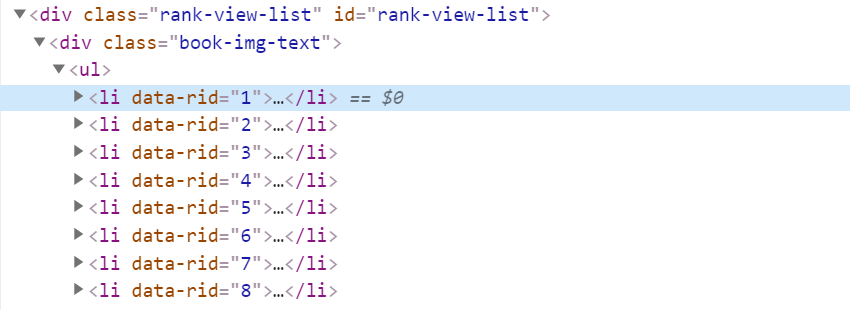 ▼<div class="rank-view-list" id="rank-view-list">
▼<div class="book-img-text">
▼<ul>
▶<li data-rid="1">…</li> == $0
▶<li data-rid="2">…</li>
▶<li data-rid="3">…</li>
▶<li data-rid="4">…</li>
▶<li data-rid="5">…</li>
▶<li data-rid="6">…</li>
▶<li data-rid="7">…</li>
▶<li data-rid="8">…</li>